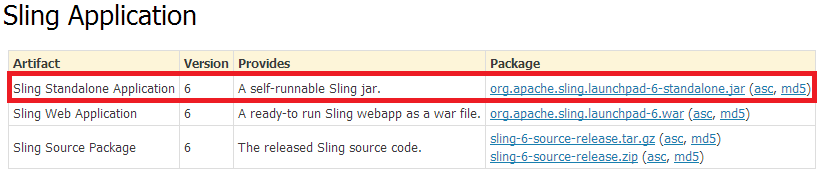 Sling Application
Artifact Version Provides Package
Sling Standalone Application 6 A self-runnable Sling jar. org.apache.sling.launchpad-6-standalone.jar (asc, md5)
Sling Web Application 6 A ready-to run Sling webapp as a war file. org.apache.sling.launchpad-6.war (asc, md5)
Sling Source Package 6 The released Sling source code. sling-6-source-release.tar.gz (asc, md5)
sling-6-source-release.zip (asc, md5)